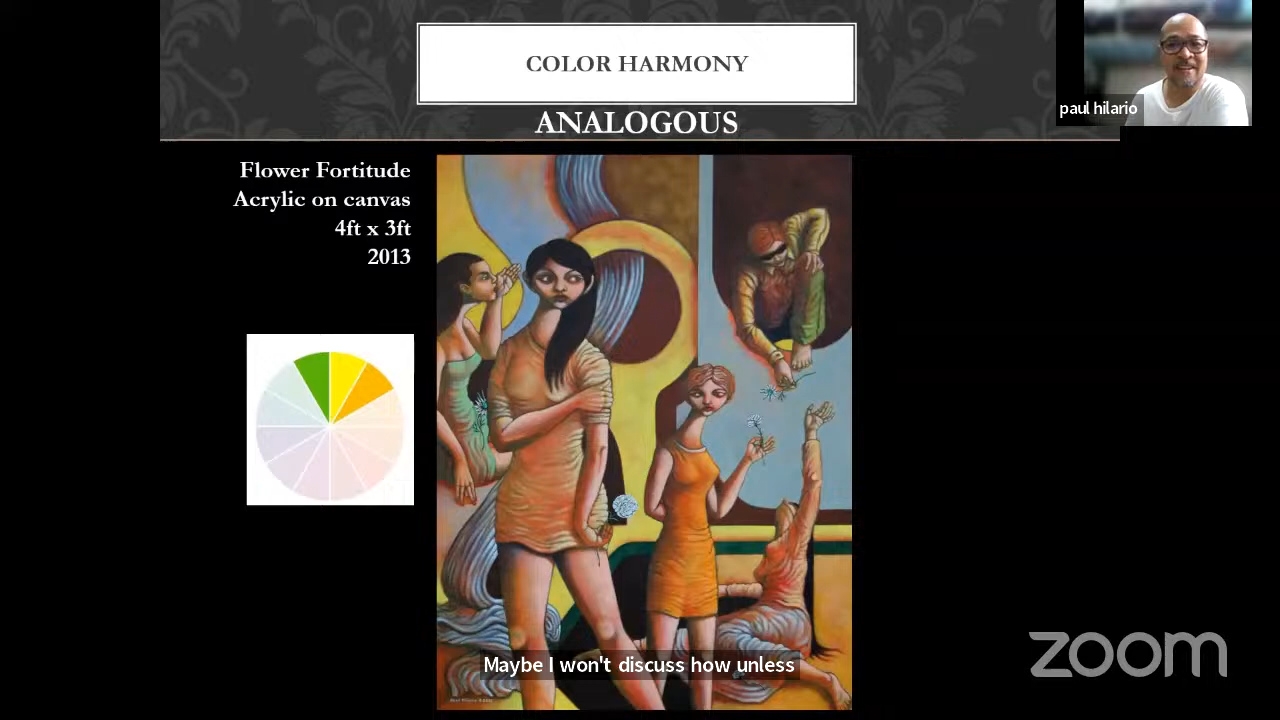 COLOR HARMONY
ANALOGOUS
paul hilario
Flower Fortitude
Acrylic on canvas
4ft x 3ft
2013
Maybe I won't discuss how unless
zoom